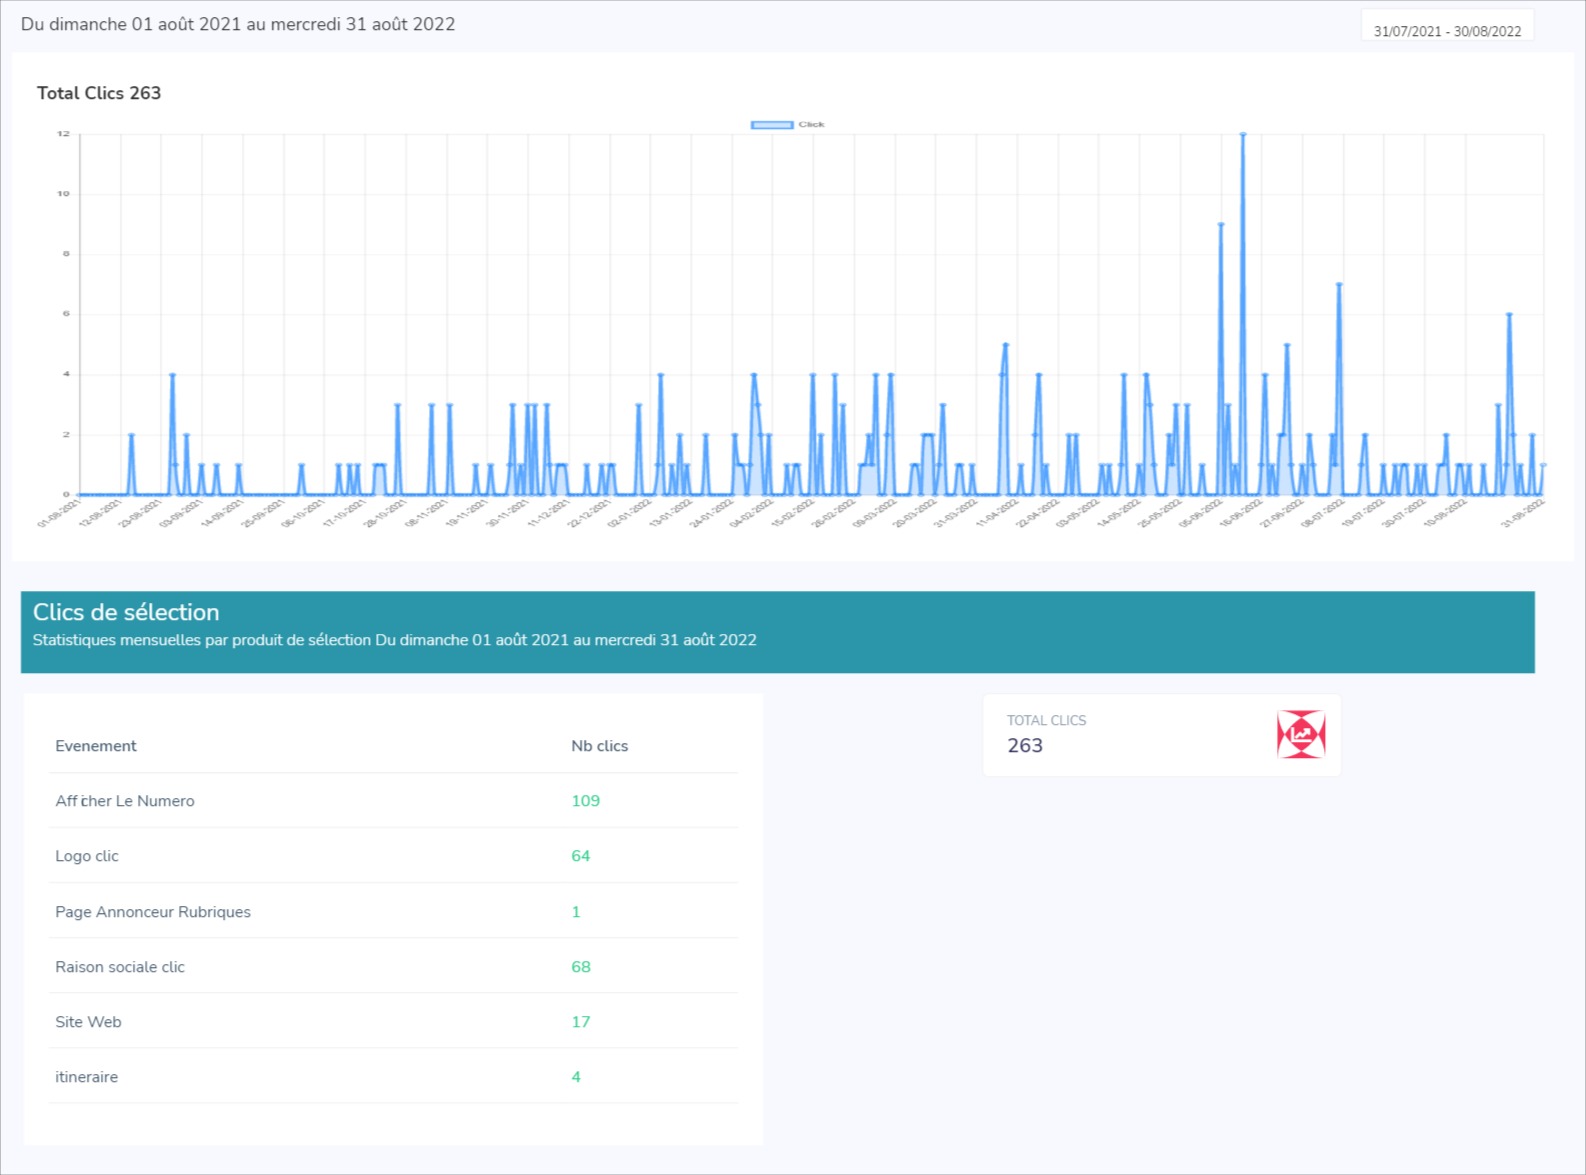 Du dimanche 01 août 2021 au mercredi 31 août 2022
31/07/2021 - 30/08/2022
Total Clics 263
Click
12
10
8
6
4
2
0
01-08-2021 12-08-2021 23-08-2021 03-09-2021 14-09-2021 25-09-2021 06-10-2021 17-10-2021 28-10-2021 08-11-2021 19-11-2021 30-11-2021 11-12-2021 22-12-2021 02-01-2022 13-01-2022 24-01-2022 04-02-2022 15-02-2022 26-02-2022 09-03-2022 20-03-2022 31-03-2022 11-04-2022 22-04-2022 03-05-2022 14-05-2022 25-05-2022 05-06-2022 16-06-2022 27-06-2022 08-07-2022 19-07-2022 30-07-2022 10-08-2022 31-08-2022
Clics de sélection
Statistiques mensuelles par produit de sélection Du dimanche 01 août 2021 au mercredi 31 août 2022
Evenement Nb clics
Afficher Le Numero 109
Logo clic 64
Page Annonceur Rubriques 1
Raison sociale clic 68
Site Web 17
itineraire 4
TOTAL CLICS
263